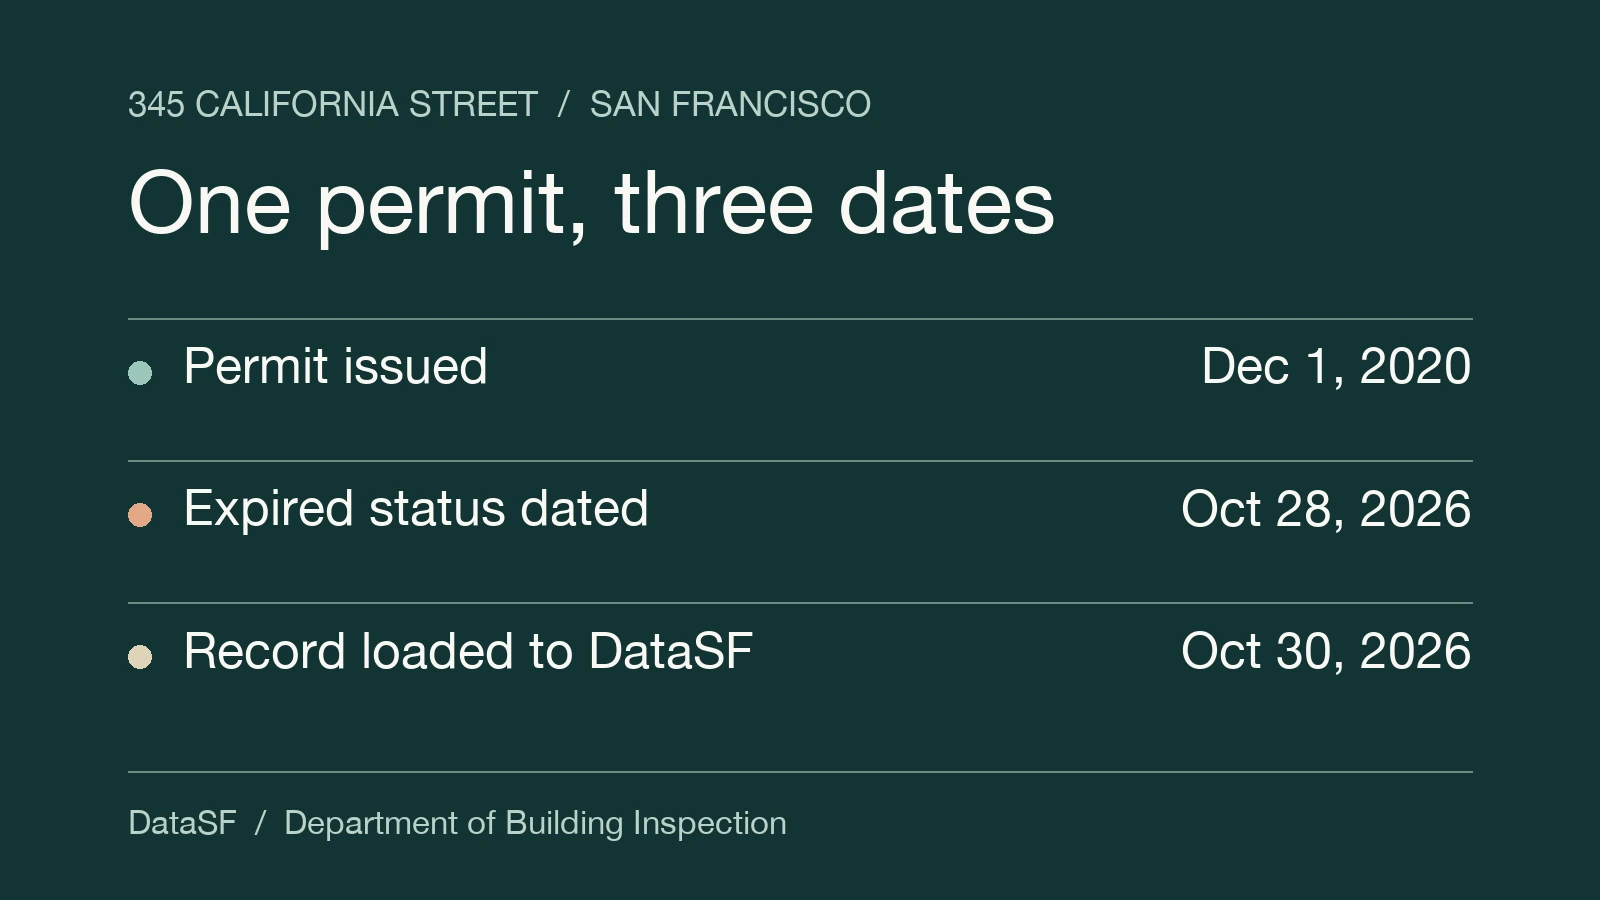 345 CALIFORNIA STREET / SAN FRANCISCO
One permit, three dates
Permit issued Dec 1, 2020
Expired status dated Oct 28, 2026
Record loaded to DataSF Oct 30, 2026
DataSF / Department of Building Inspection